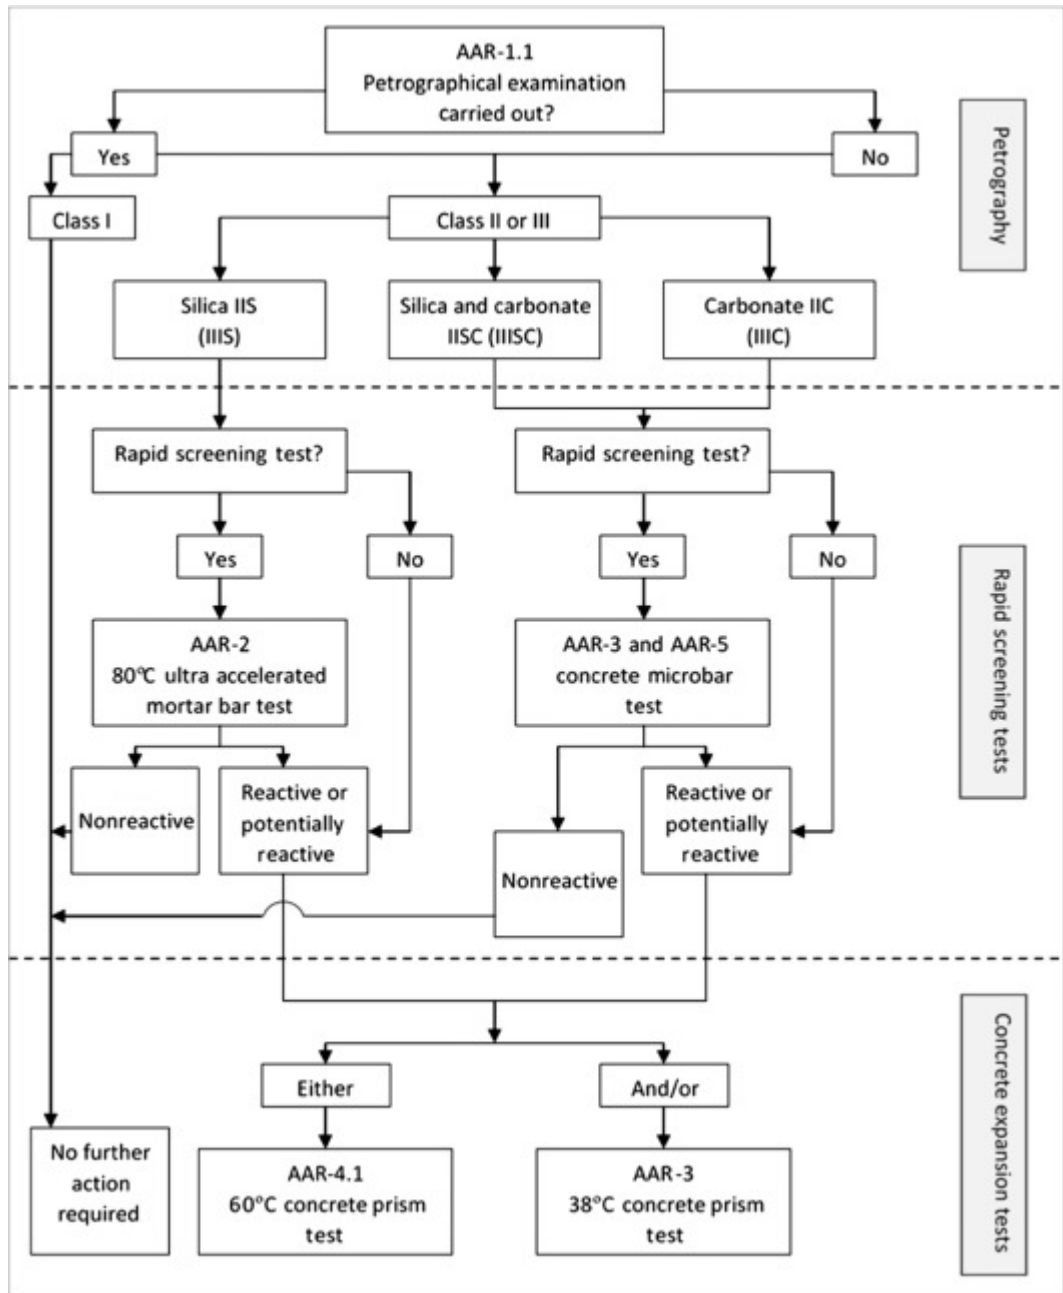 AAR-1.1
Petrographical examination
carried out?
Yes
No
Petrography
Class I
Class II or III
Silica IIS
(IIIS)
Silica and carbonate
IISC (IIISC)
Carbonate IIC
(IIIC)
Rapid screening test?
Rapid screening test?
Yes
No
Yes
No
Rapid screening tests
AAR-2
80°C ultra accelerated
mortar bar test
AAR-3 and AAR-5
concrete microbar
test
Nonreactive
Reactive or
potentially
reactive
Reactive or
potentially
reactive
Nonreactive
Concrete expansion tests
Either
And/or
No further
action
required
AAR-4.1
60°C concrete prism
test
AAR-3
38°C concrete prism
test